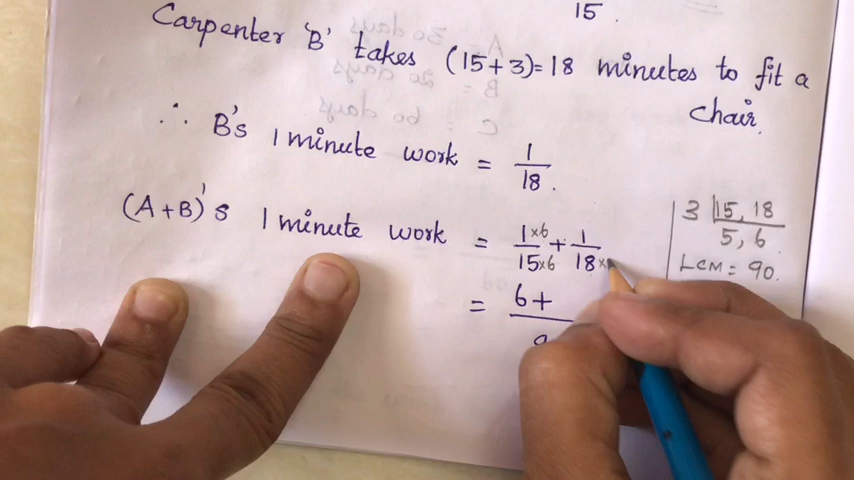 15.
Carpenter 'B' takes (15+3)=18 minutes to fit a
chair.
∴ B's 1 minute work = 1/18.
(A+B)'s 1 minute work = 1×6/15×6 + 1/18×
= 6+/9
3 | 15, 18
5, 6
LCM = 90.